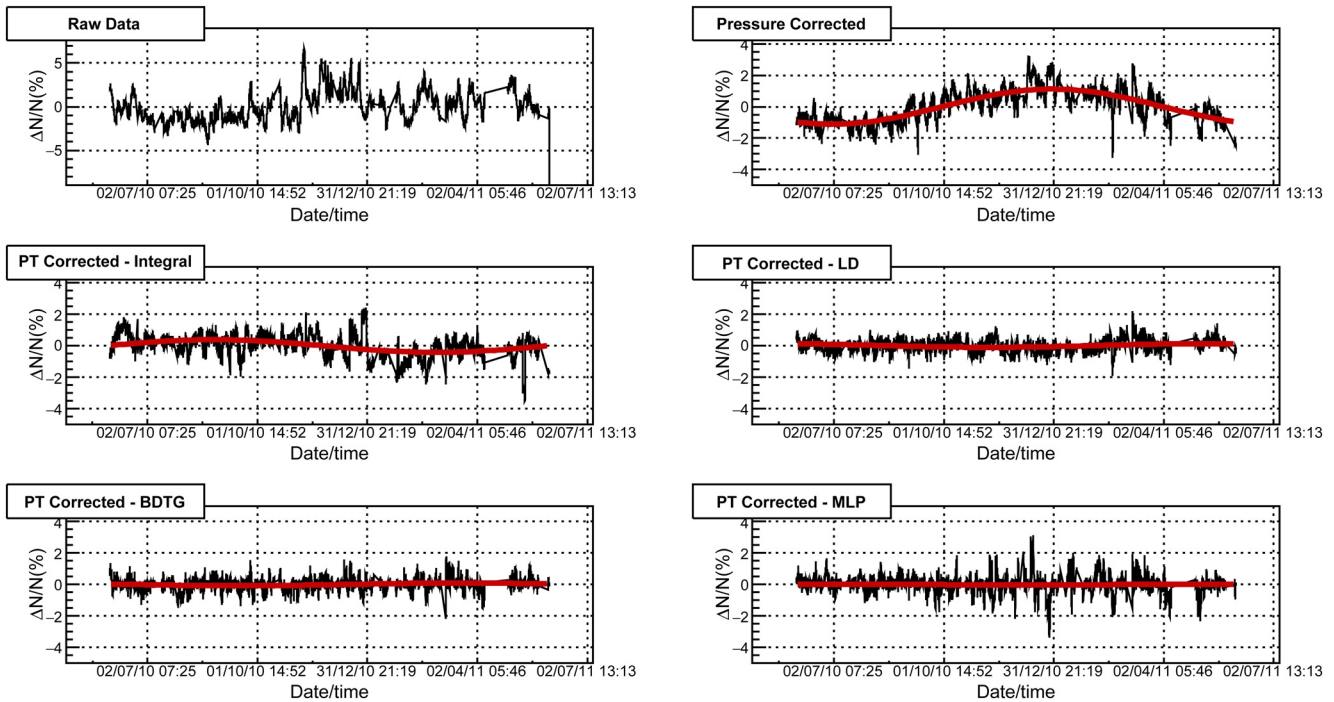 Raw Data
ΔN/N(%)
5
0
−5
02/07/10 07:25 01/10/10 14:52 31/12/10 21:19 02/04/11 05:46 02/07/11 13:13
Date/time
Pressure Corrected
ΔN/N(%)
4
2
0
−2
−4
02/07/10 07:25 01/10/10 14:52 31/12/10 21:19 02/04/11 05:46 02/07/11 13:13
Date/time
PT Corrected - Integral
ΔN/N(%)
4
2
0
−2
−4
02/07/10 07:25 01/10/10 14:52 31/12/10 21:19 02/04/11 05:46 02/07/11 13:13
Date/time
PT Corrected - LD
ΔN/N(%)
4
2
0
−2
−4
02/07/10 07:25 01/10/10 14:52 31/12/10 21:19 02/04/11 05:46 02/07/11 13:13
Date/time
PT Corrected - BDTG
ΔN/N(%)
4
2
0
−2
−4
02/07/10 07:25 01/10/10 14:52 31/12/10 21:19 02/04/11 05:46 02/07/11 13:13
Date/time
PT Corrected - MLP
ΔN/N(%)
4
2
0
−2
−4
02/07/10 07:25 01/10/10 14:52 31/12/10 21:19 02/04/11 05:46 02/07/11 13:13
Date/time